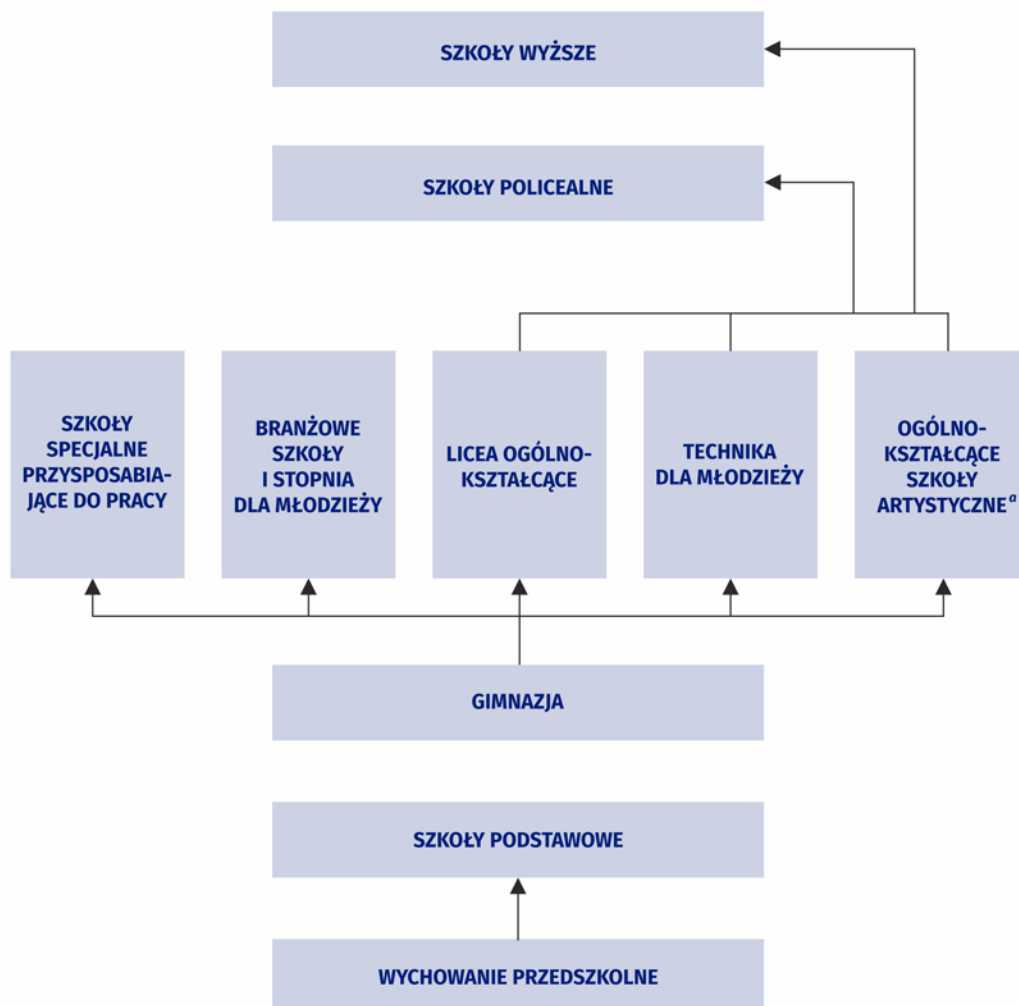 SZKOŁY WYŻSZE
SZKOŁY POLICEALNE
SZKOŁY
SPECJALNE
PRZYSPOSABIA-
JĄCE DO PRACY
BRANŻOWE
SZKOŁY
I STOPNIA
DLA MŁODZIEŻY
LICEA OGÓLNO-
KSZTAŁCĄCE
TECHNIKA
DLA MŁODZIEŻY
OGÓLNO-
KSZTAŁCĄCE
SZKOŁY
ARTYSTYCZNE a
GIMNAZJA
SZKOŁY PODSTAWOWE
WYCHOWANIE PRZEDSZKOLNE